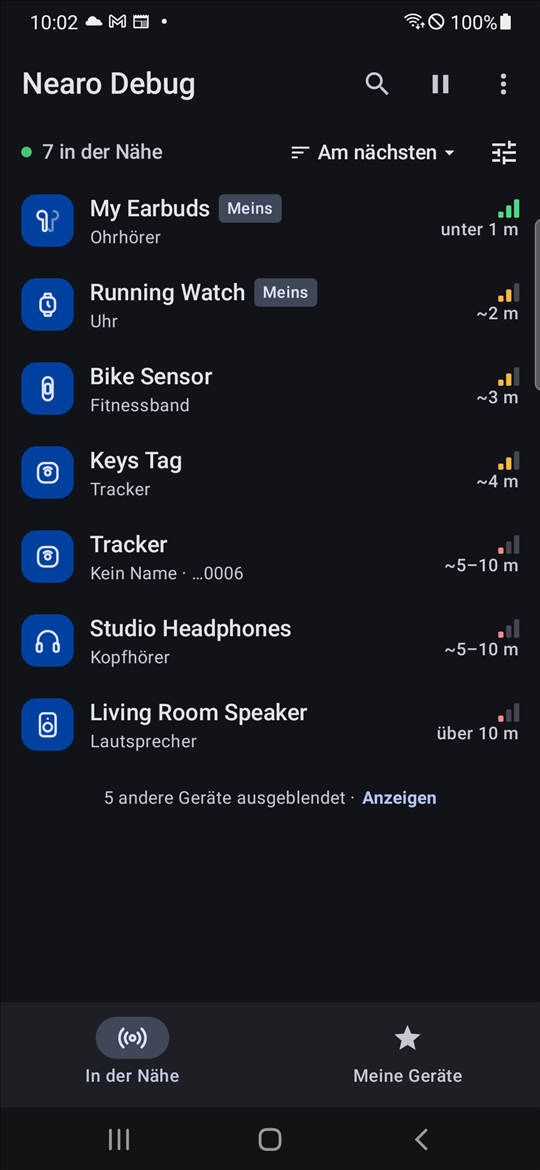 10:02 100%
Nearo Debug
7 in der Nähe Am nächsten
My Earbuds Meins
Ohrhörer unter 1 m
Running Watch Meins
Uhr ~2 m
Bike Sensor
Fitnessband ~3 m
Keys Tag
Tracker ~4 m
Tracker
Kein Name · …0006 ~5–10 m
Studio Headphones
Kopfhörer ~5–10 m
Living Room Speaker
Lautsprecher über 10 m
5 andere Geräte ausgeblendet · Anzeigen
In der Nähe Meine Geräte